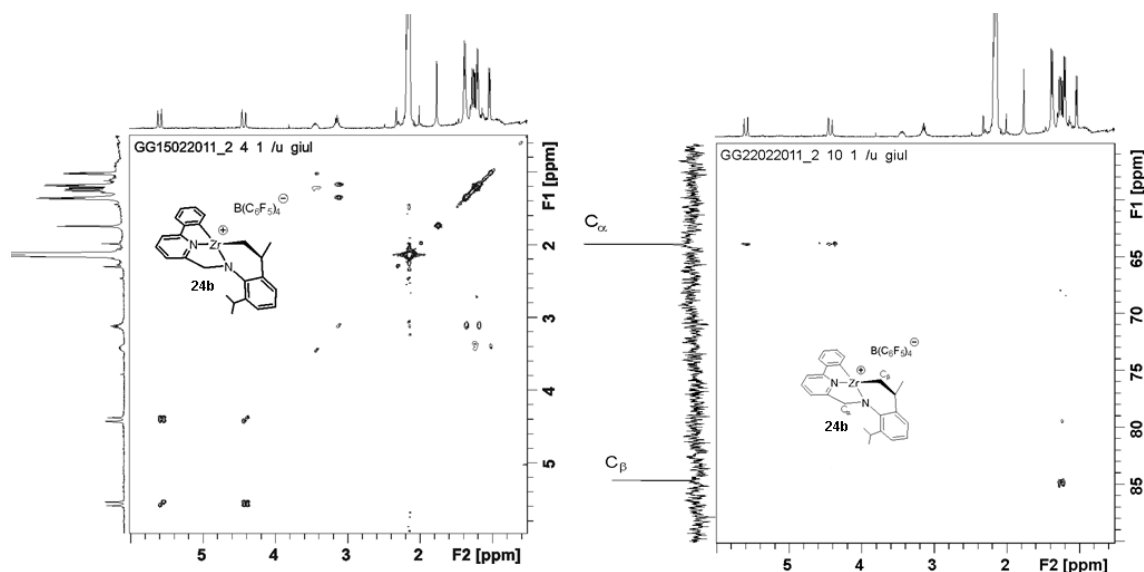 GG15022011_2 4 1 /u giul
B(C₆F₅)₄⊖
⊕
Zr
N
N
24b
F1 [ppm]
2
3
4
5
5
4
3
2
F2 [ppm]
GG22022011_2 10 1 /u giul
Cα
Cβ
B(C₆F₅)₄⊖
⊕
Cβ
Zr
N
N
Cα
24b
F1 [ppm]
65
70
75
80
85
5
4
3
2
F2 [ppm]